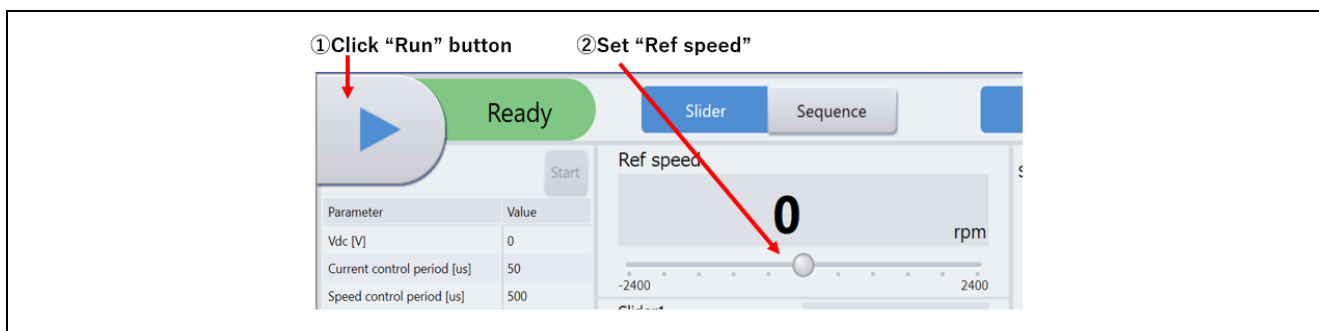 ①Click “Run” button
②Set “Ref speed”
Ready
Slider
Sequence
Start
Ref speed
0
rpm
-2400
2400
Parameter Value
Vdc [V] 0
Current control period [us] 50
Speed control period [us] 500